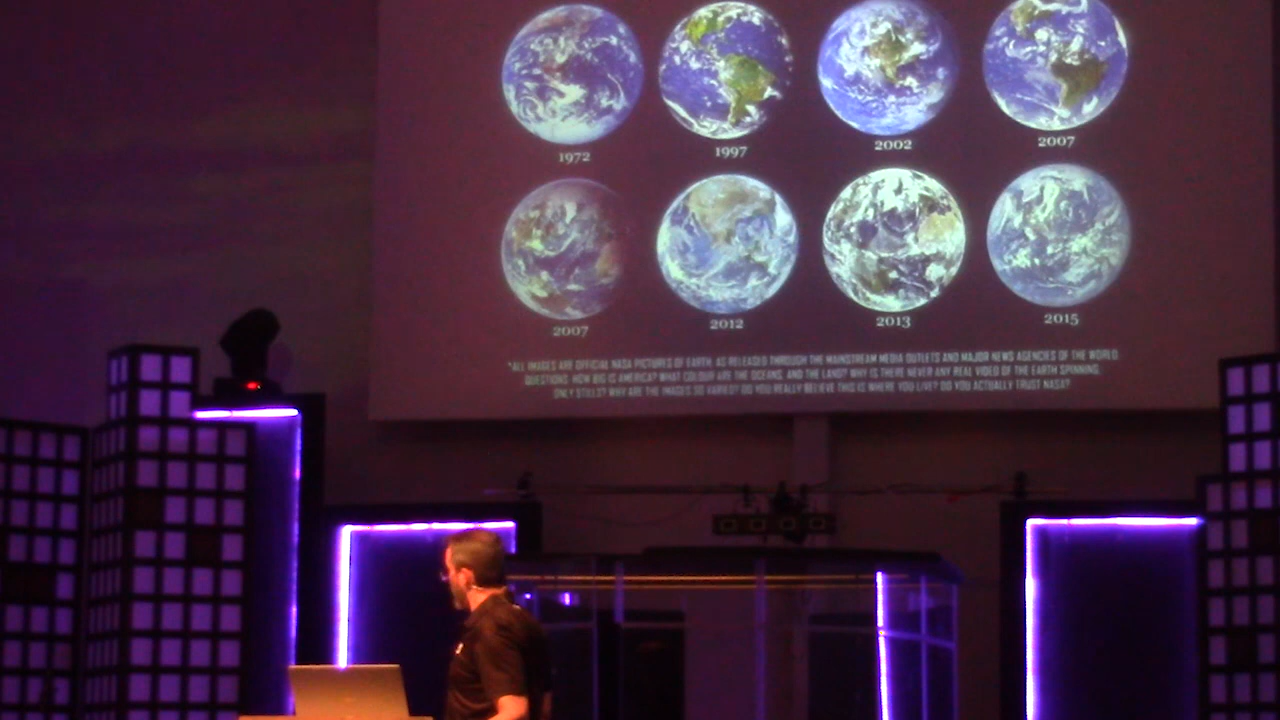 1972 1997 2002 2007
2007 2012 2013 2015
*ALL IMAGES ARE OFFICIAL NASA PICTURES OF EARTH, AS RELEASED THROUGH THE MAINSTREAM MEDIA OUTLETS AND MAJOR NEWS AGENCIES OF THE WORLD.
QUESTIONS: HOW BIG IS AMERICA? WHAT COLOUR ARE THE OCEANS, AND THE LAND? WHY IS THERE NEVER ANY REAL VIDEO OF THE EARTH SPINNING,
ONLY STILLS? WHY ARE THE IMAGES SO VARIED? DO YOU REALLY BELIEVE THIS IS WHERE YOU LIVE? DO YOU ACTUALLY TRUST NASA?